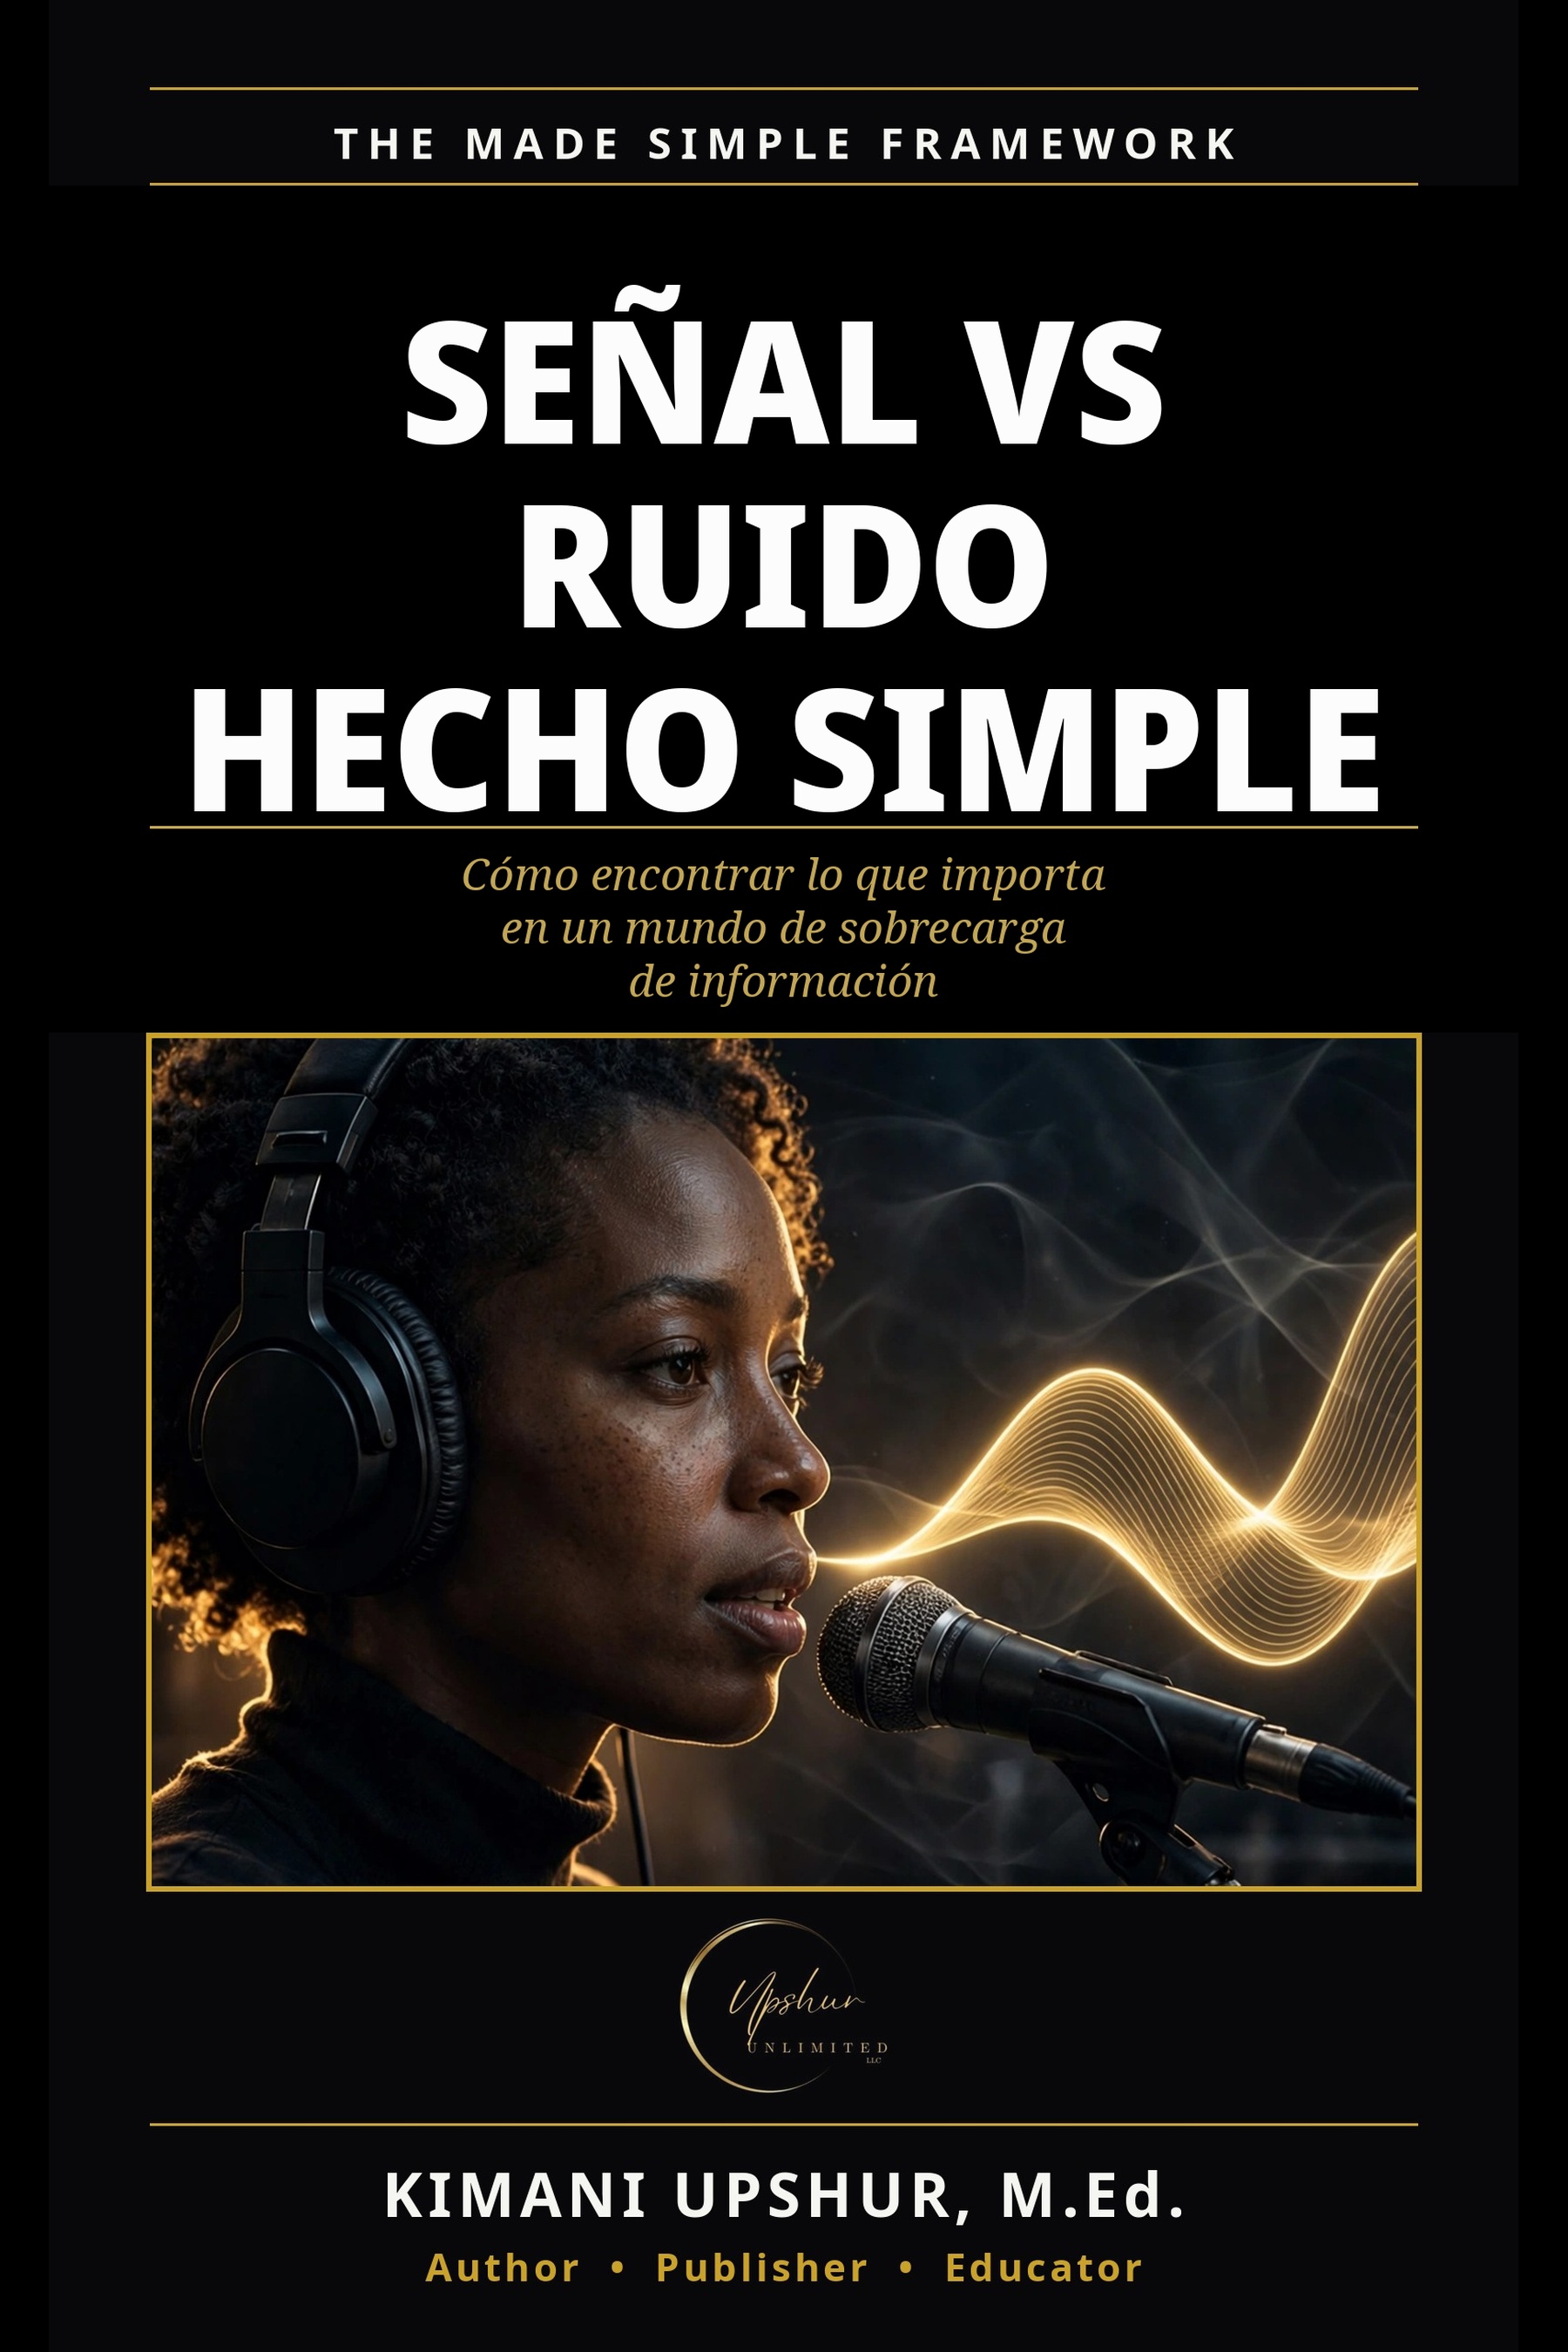 THE MADE SIMPLE FRAMEWORK
SEÑAL VS
RUIDO
HECHO SIMPLE
Cómo encontrar lo que importa
en un mundo de sobrecarga
de información
Upshur
UNLIMITED
LLC
KIMANI UPSHUR, M.Ed.
Author • Publisher • Educator